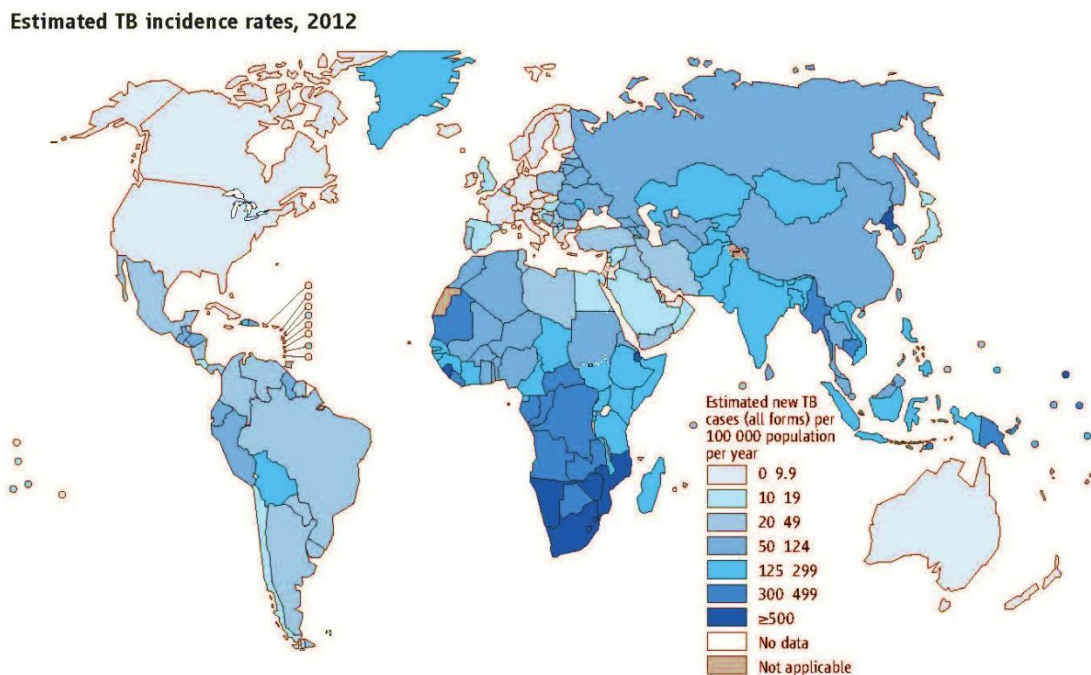 Estimated TB incidence rates, 2012
Estimated new TB
cases (all forms) per
100 000 population
per year
0 9.9
10 19
20 49
50 124
125 299
300 499
≥500
No data
Not applicable